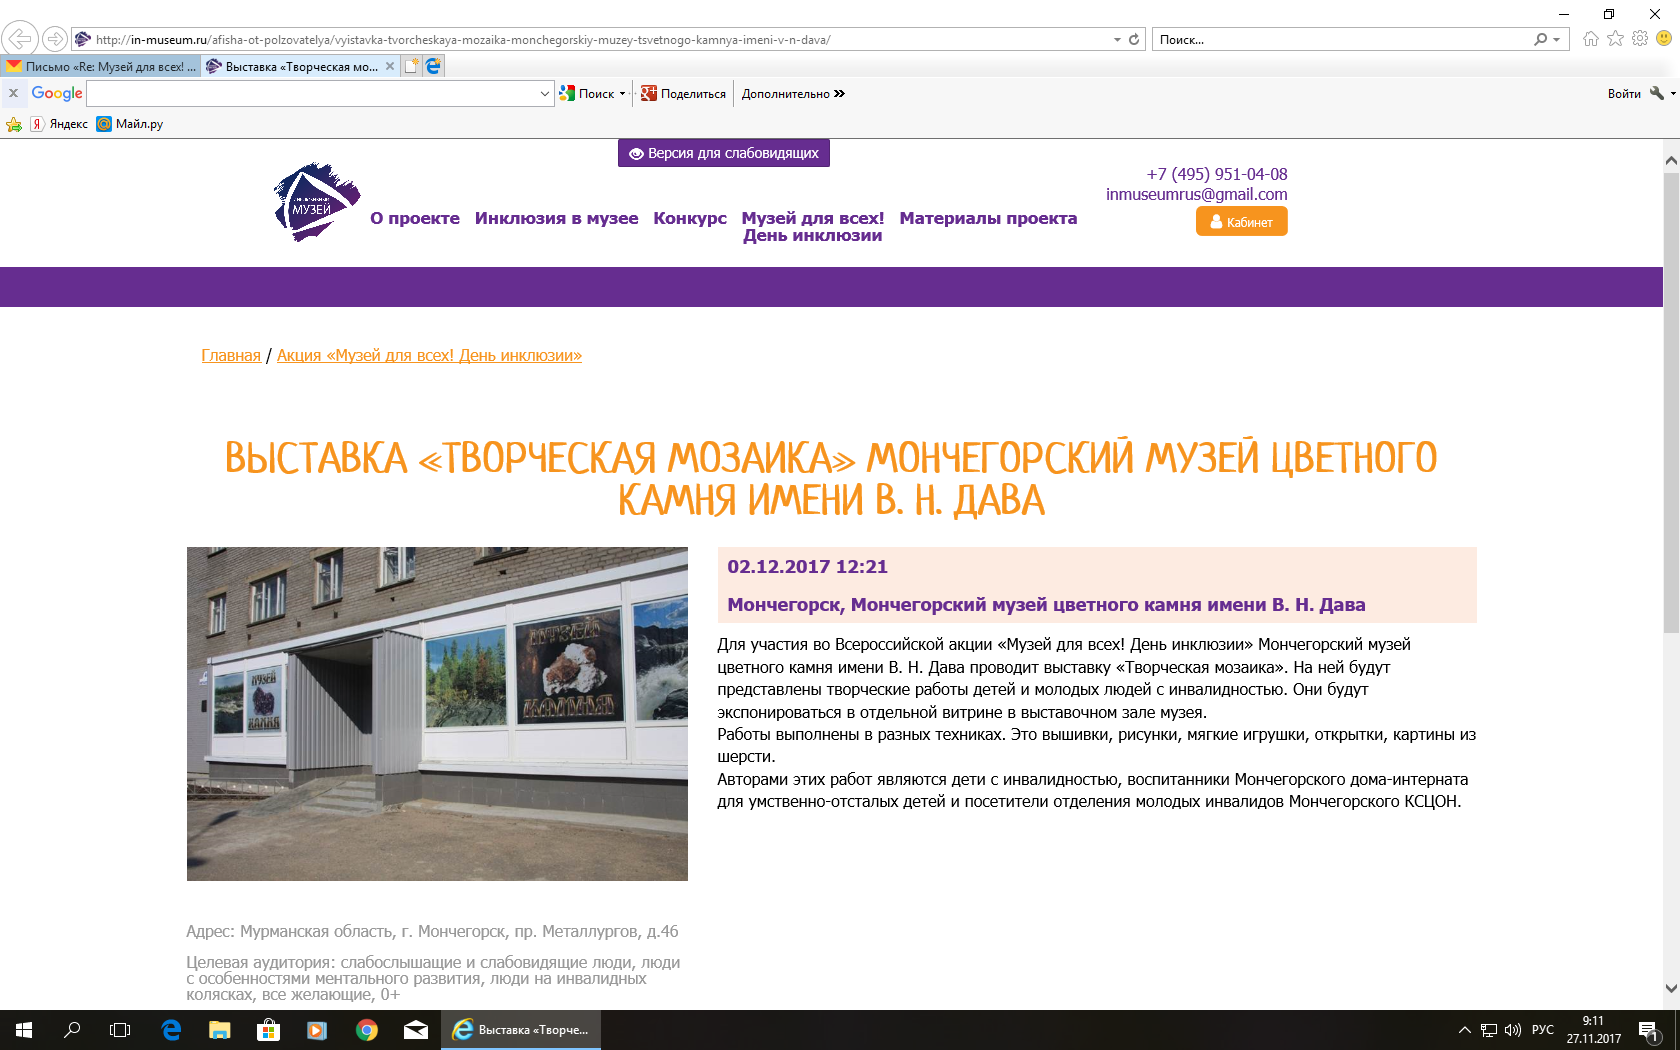 http://in-museum.ru/afisha-ot-polzovatelya/vyistavka-tvorcheskaya-mozaika-monchegorskiy-muzey-tsvetnogo-kamnya-imeni-v-n-dava/
Поиск...
Письмо «Re: Музей для всех! ...
Выставка «Творческая мо...
Google
Поиск
Поделиться
Дополнительно
Войти
Яндекс
Майл.ру
Версия для слабовидящих
+7 (495) 951-04-08
inmuseumrus@gmail.com
Кабинет
МУЗЕЙ
О проекте Инклюзия в музее Конкурс Музей для всех! Материалы проекта
День инклюзии
Главная / Акция «Музей для всех! День инклюзии»
ВЫСТАВКА «ТВОРЧЕСКАЯ МОЗАИКА» МОНЧЕГОРСКИЙ МУЗЕЙ ЦВЕТНОГО
КАМНЯ ИМЕНИ В. Н. ДАВА
02.12.2017 12:21
Мончегорск, Мончегорский музей цветного камня имени В. Н. Дава
Для участия во Всероссийской акции «Музей для всех! День инклюзии» Мончегорский музей
цветного камня имени В. Н. Дава проводит выставку «Творческая мозаика». На ней будут
представлены творческие работы детей и молодых людей с инвалидностью. Они будут
экспонироваться в отдельной витрине в выставочном зале музея.
Работы выполнены в разных техниках. Это вышивки, рисунки, мягкие игрушки, открытки, картины из
шерсти.
Авторами этих работ являются дети с инвалидностью, воспитанники Мончегорского дома-интерната
для умственно-отсталых детей и посетители отделения молодых инвалидов Мончегорского КСЦОН.
МУЗЕЙ
КАМНЯ
МУЗЕЙ
КАМНЯ
Адрес: Мурманская область, г. Мончегорск, пр. Металлургов, д.46
Целевая аудитория: слабослышащие и слабовидящие люди, люди
с особенностями ментального развития, люди на инвалидных
колясках, все желающие, 0+
Выставка «Творче...
РУС
9:11
27.11.2017
1